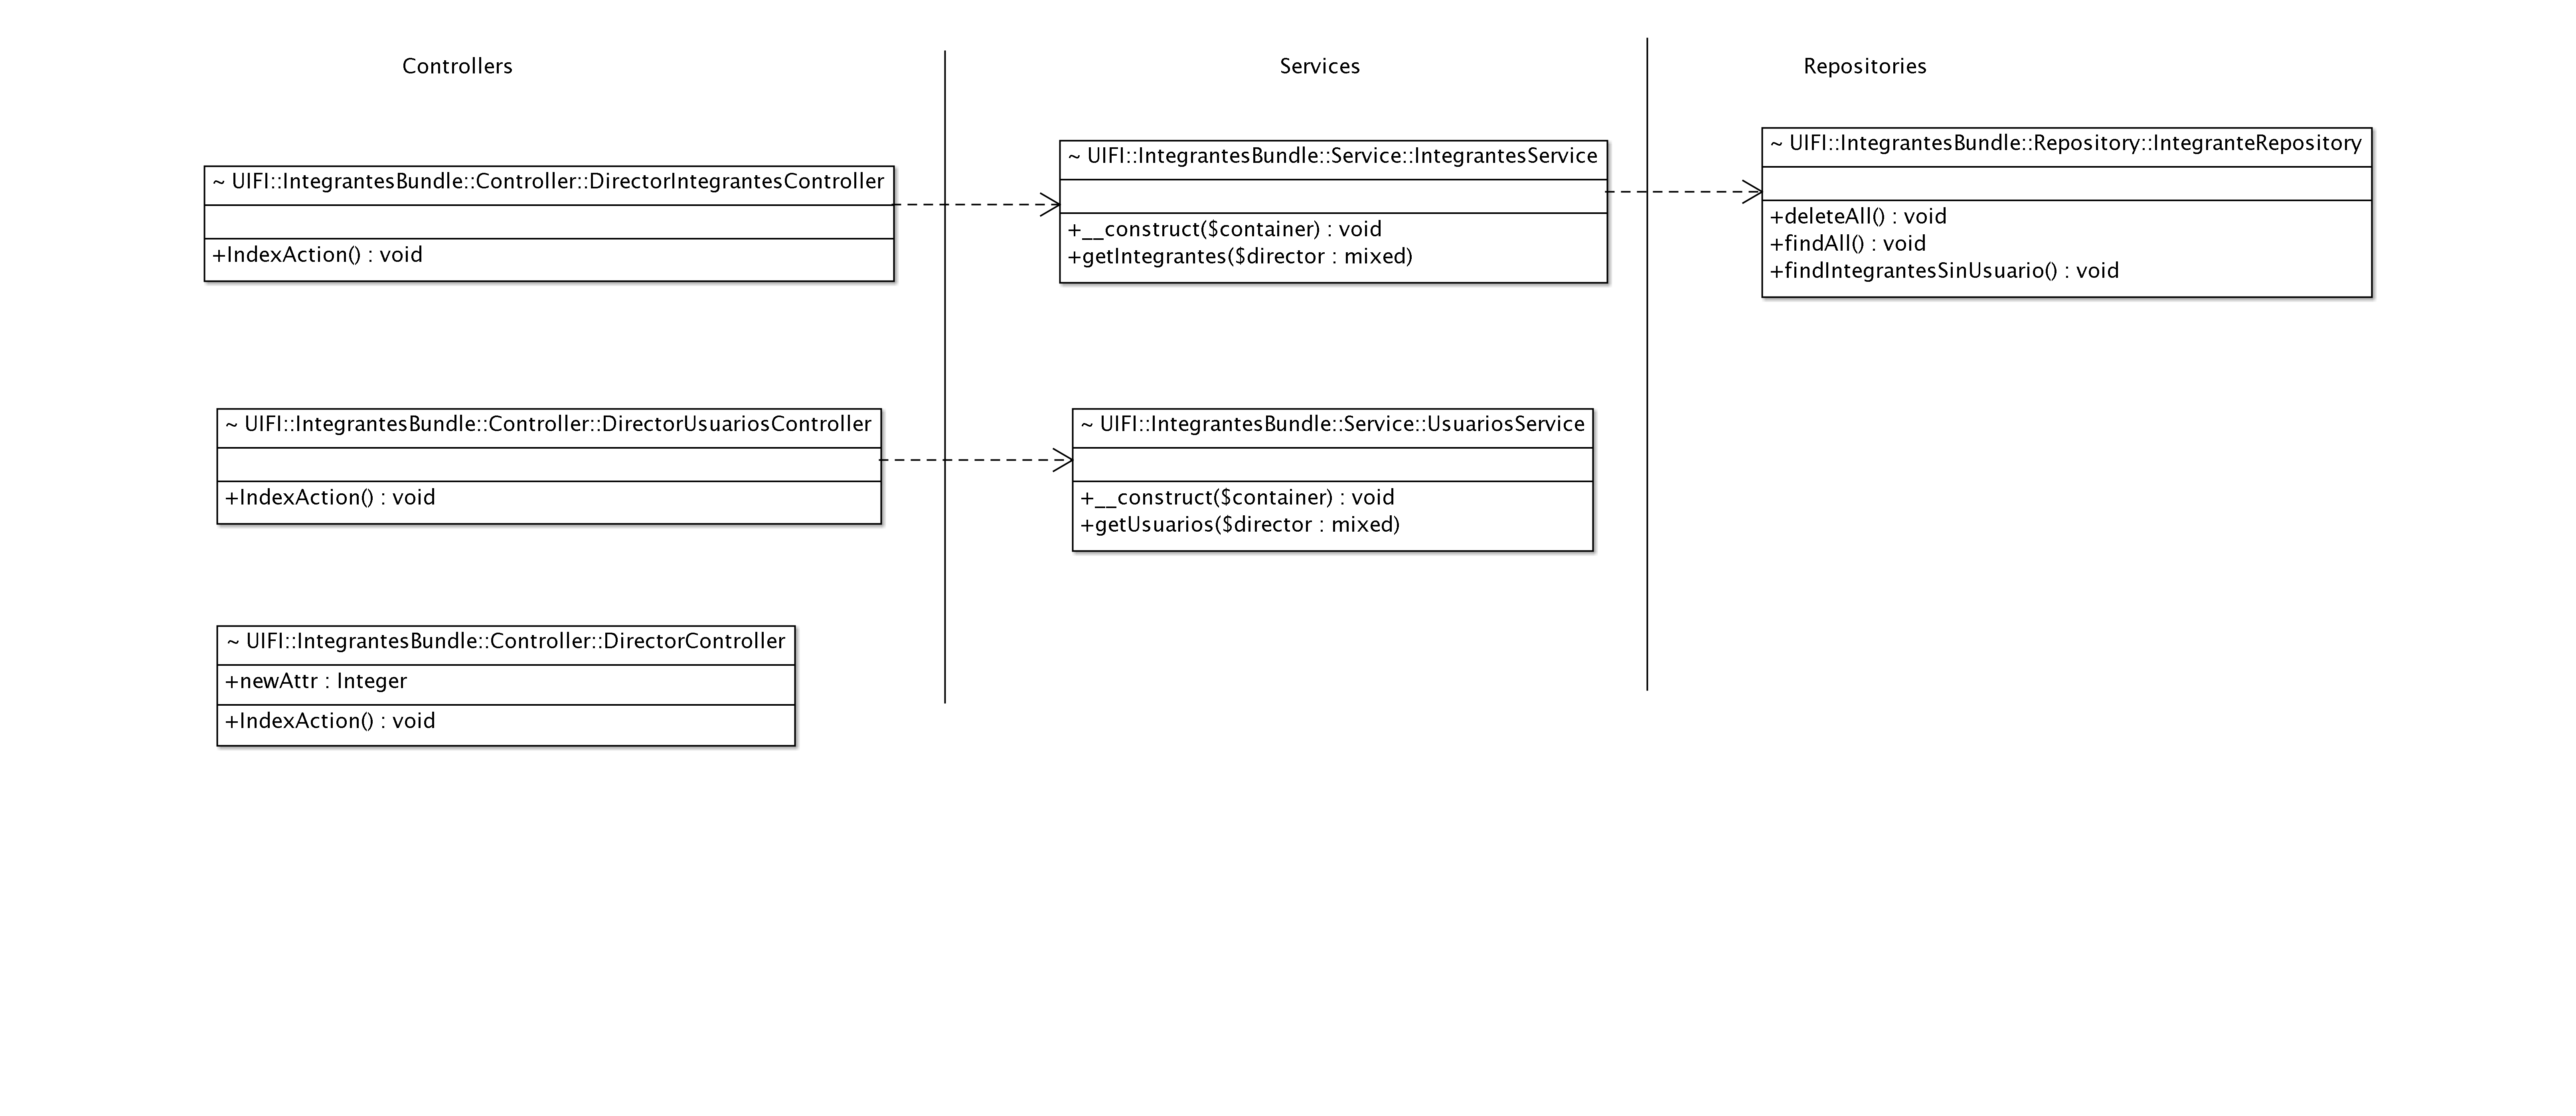 Controllers
Services
Repositories
~ UIFI::IntegrantesBundle::Controller::DirectorIntegrantesController
+IndexAction() : void
~ UIFI::IntegrantesBundle::Service::IntegrantesService
+__construct($container) : void
+getIntegrantes($director : mixed)
~ UIFI::IntegrantesBundle::Repository::IntegranteRepository
+deleteAll() : void
+findAll() : void
+findIntegrantesSinUsuario() : void
~ UIFI::IntegrantesBundle::Controller::DirectorUsuariosController
+IndexAction() : void
~ UIFI::IntegrantesBundle::Service::UsuariosService
+__construct($container) : void
+getUsuarios($director : mixed)
~ UIFI::IntegrantesBundle::Controller::DirectorController
+newAttr : Integer
+IndexAction() : void